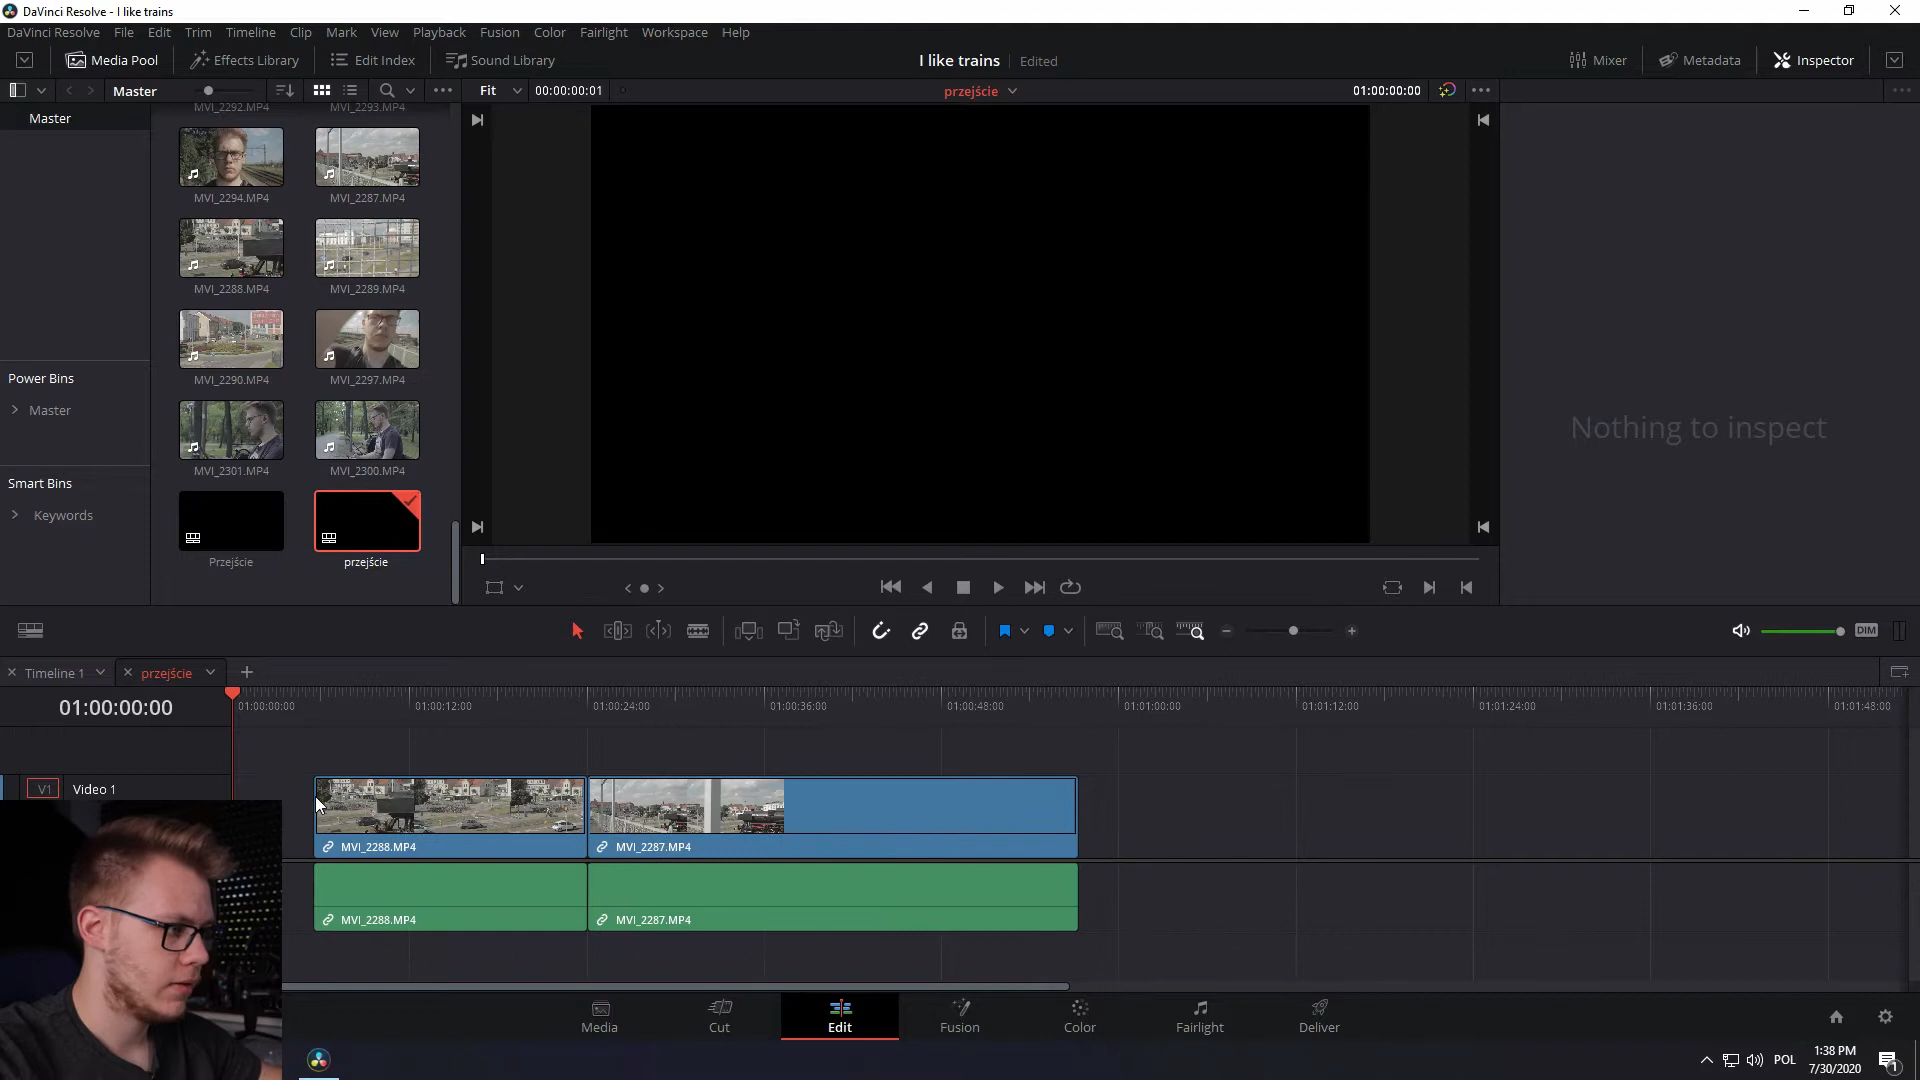 DaVinci Resolve - I like trains
DaVinci Resolve File Edit Trim Timeline Clip Mark View Playback Fusion Color Fairlight Workspace Help
Media Pool Effects Library Edit Index Sound Library I like trains Edited Mixer Metadata Inspector
Master Fit 00:00:00:01 przejście 01:00:00:00
Master
MVI_2292.MP4 MVI_2293.MP4
MVI_2294.MP4 MVI_2287.MP4
MVI_2288.MP4 MVI_2289.MP4
MVI_2290.MP4 MVI_2297.MP4
MVI_2301.MP4 MVI_2300.MP4
Przejście przejście
Power Bins
Master
Smart Bins
Keywords
Nothing to inspect
DIM
Timeline 1 przejście
01:00:00:00
01:00:00:00 01:00:12:00 01:00:24:00 01:00:36:00 01:00:48:00 01:01:00:00 01:01:12:00 01:01:24:00 01:01:36:00 01:01:48:00
V1 Video 1
MVI_2288.MP4 MVI_2287.MP4
MVI_2288.MP4 MVI_2287.MP4
Media Cut Edit Fusion Color Fairlight Deliver
POL 1:38 PM
7/30/2020
1